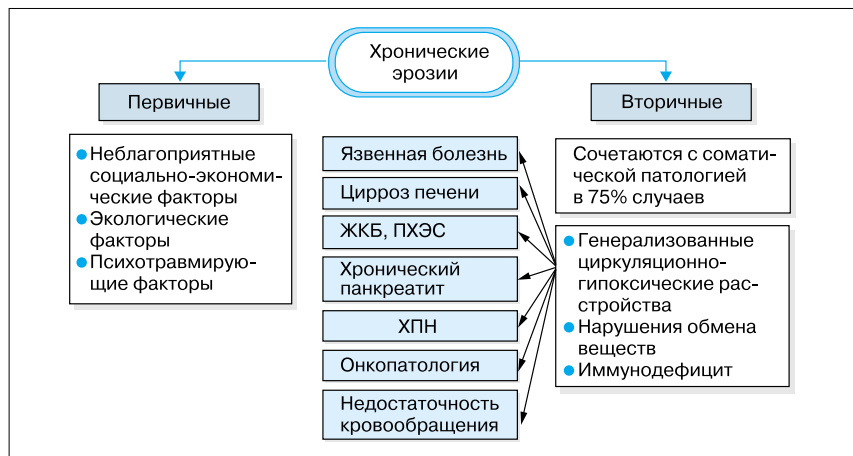 Хронические
эрозии
Первичные
Вторичные
● Неблагоприятные
социально-экономи-
ческие факторы
● Экологические
факторы
● Психотравмирую-
щие факторы
Язвенная болезнь
Цирроз печени
ЖКБ, ПХЭС
Хронический
панкреатит
ХПН
Онкопатология
Недостаточность
кровообращения
Сочетаются с сомати-
ческой патологией
в 75% случаев
● Генерализованные
циркуляционно-
гипоксические рас-
стройства
● Нарушения обмена
веществ
● Иммунодефицит